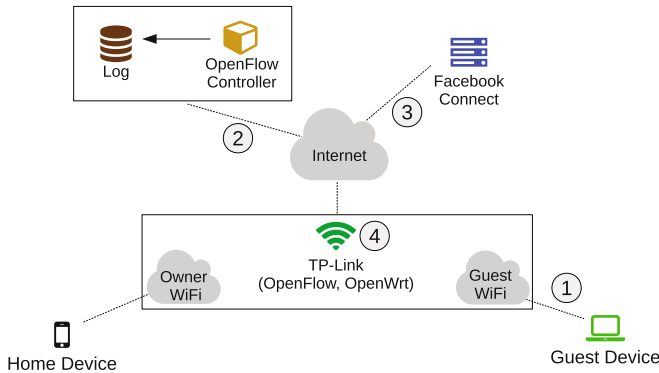 Log
OpenFlow
Controller
Facebook
Connect
2
3
Internet
4
TP-Link
(OpenFlow, OpenWrt)
Owner
WiFi
Guest
WiFi
1
Home Device
Guest Device